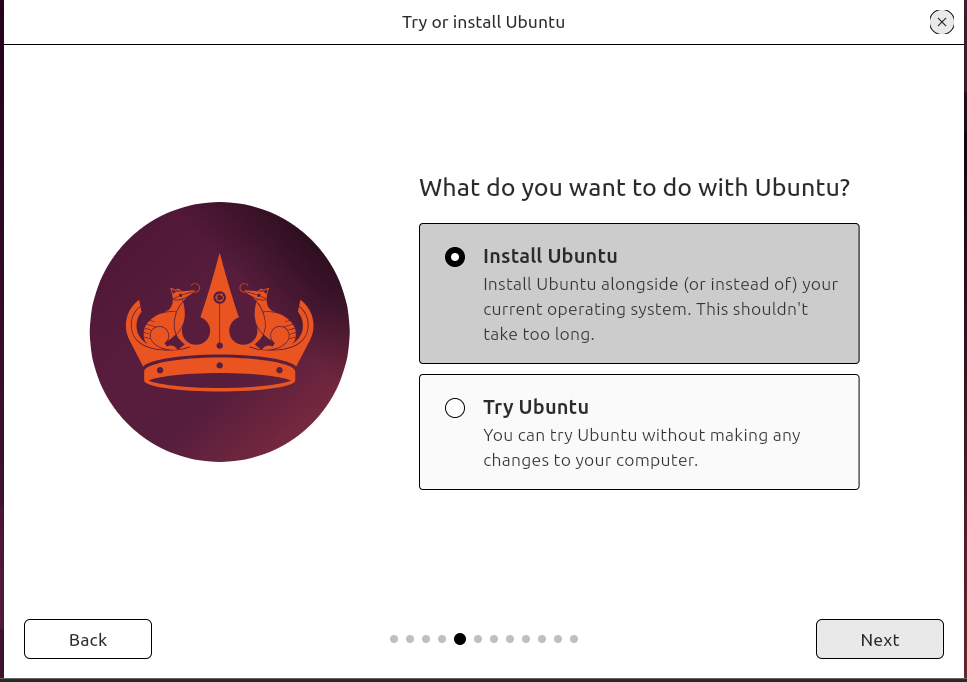 Try or install Ubuntu
What do you want to do with Ubuntu?
Install Ubuntu
Install Ubuntu alongside (or instead of) your
current operating system. This shouldn't
take too long.
Try Ubuntu
You can try Ubuntu without making any
changes to your computer.
Back
Next